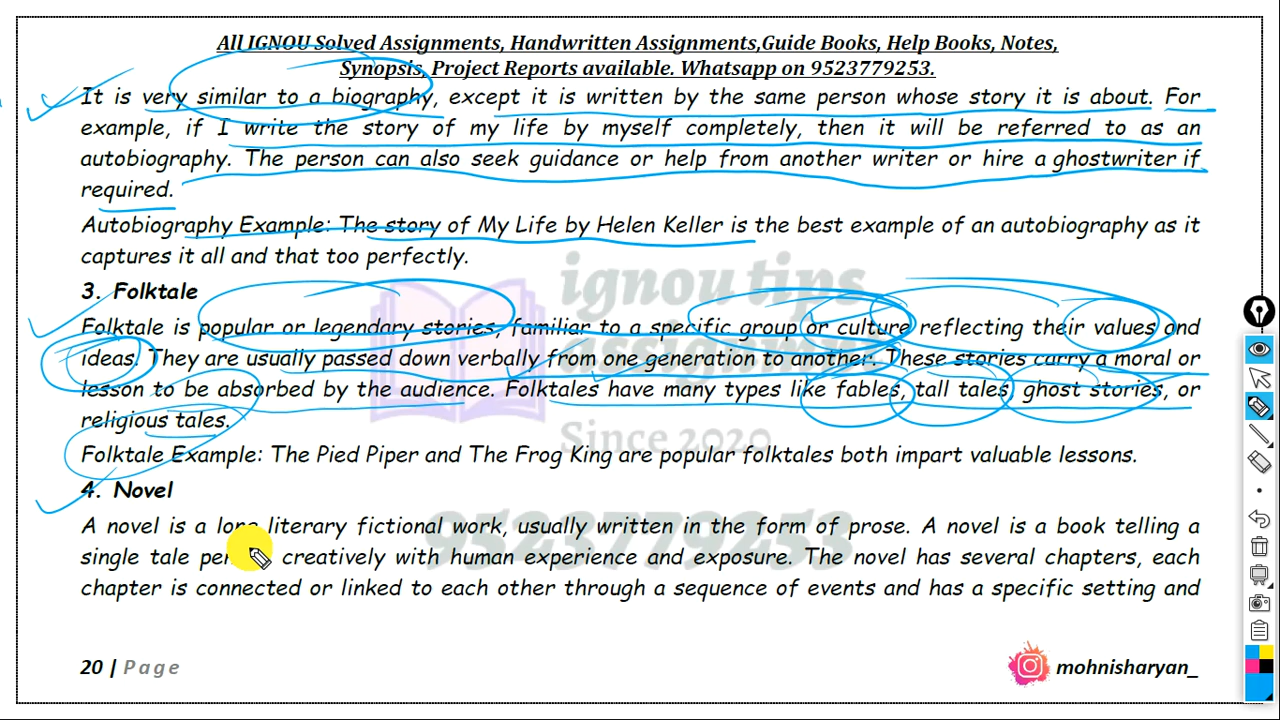 All IGNOU Solved Assignments, Handwritten Assignments,Guide Books, Help Books, Notes,
Synopsis, Project Reports available. Whatsapp on 9523779253.
It is very similar to a biography, except it is written by the same person whose story it is about. For
example, if I write the story of my life by myself completely, then it will be referred to as an
autobiography. The person can also seek guidance or help from another writer or hire a ghostwriter if
required.
Autobiography Example: The story of My Life by Helen Keller is the best example of an autobiography as it
captures it all and that too perfectly.
ignou tips
assignment
Since 2020
3. Folktale
Folktale is popular or legendary stories, familiar to a specific group or culture reflecting their values and
ideas. They are usually passed down verbally from one generation to another. These stories carry a moral or
lesson to be absorbed by the audience. Folktales have many types like fables, tall tales, ghost stories, or
religious tales.
Folktale Example: The Pied Piper and The Frog King are popular folktales both impart valuable lessons.
4. Novel
9523779253
A novel is a long literary fictional work, usually written in the form of prose. A novel is a book telling a
single tale creatively with human experience and exposure. The novel has several chapters, each
chapter is connected or linked to each other through a sequence of events and has a specific setting and
20 | Page
mohnisharyan_